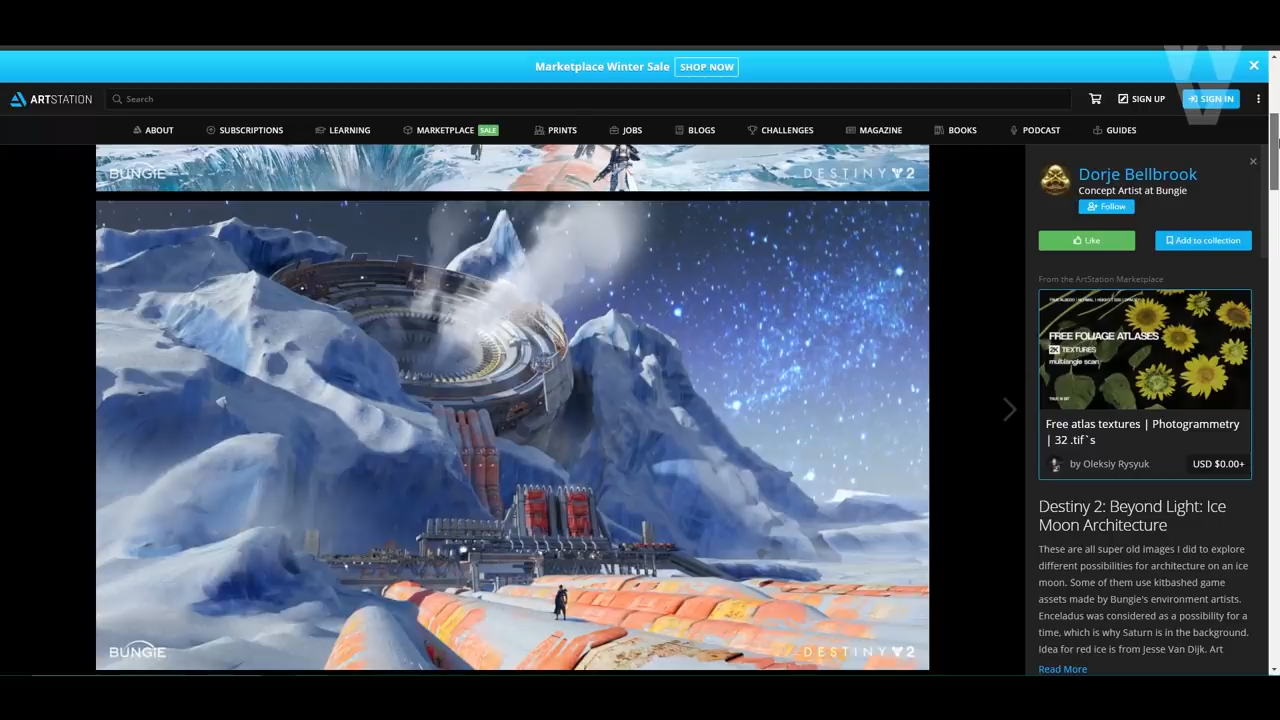 Marketplace Winter Sale SHOP NOW
ARTSTATION Search SIGN UP SIGN IN
ABOUT SUBSCRIPTIONS LEARNING MARKETPLACE SALE PRINTS JOBS BLOGS CHALLENGES MAGAZINE BOOKS PODCAST GUIDES
BUNGIE DESTINY 2
BUNGIE DESTINY 2
Dorje Bellbrook
Concept Artist at Bungie
Follow
Like Add to collection
From the ArtStation Marketplace
FREE FOLIAGE ATLASES
2K TEXTURES
multiangle scan
Free atlas textures | Photogrammetry
| 32 .tif`s
by Oleksiy Rysyuk USD $0.00+
Destiny 2: Beyond Light: Ice
Moon Architecture
These are all super old images I did to explore
different possibilities for architecture on an ice
moon. Some of them use kitbashed game
assets made by Bungie's environment artists.
Enceladus was considered as a possibility for a
time, which is why Saturn is in the background.
Idea for red ice is from Jesse Van Dijk. Art
Read More